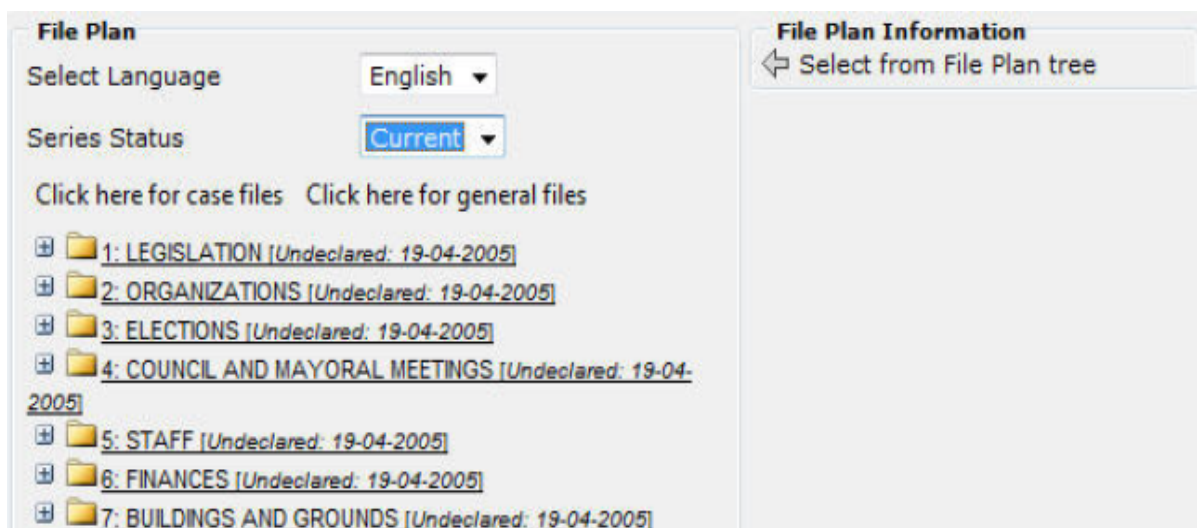 File Plan
Select Language English
Series Status Current
Click here for case files Click here for general files
1: LEGISLATION [Undeclared: 19-04-2005]
2: ORGANIZATIONS [Undeclared: 19-04-2005]
3: ELECTIONS [Undeclared: 19-04-2005]
4: COUNCIL AND MAYORAL MEETINGS [Undeclared: 19-04-
2005]
5: STAFF [Undeclared: 19-04-2005]
6: FINANCES [Undeclared: 19-04-2005]
7: BUILDINGS AND GROUNDS [Undeclared: 19-04-2005]
File Plan Information
Select from File Plan tree